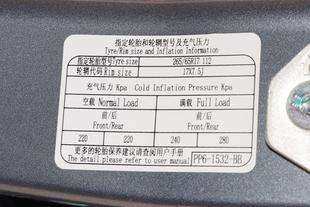 指定轮胎和轮辋型号及充气压力
Tyre/Rim size and Inflation Information
指定轮胎型号Tyre size 265/65R17 112
轮辋代码Rim size 17X7.5J
充气压力 Kpa Cold Inflation Pressure Kpa
空载 Normal Load 满载 Full Load
前/后 前/后
Front/Rear Front/Rear
220 220 240 280
更多的轮胎保养建议请查阅用户手册
The detail please refer to user manual PP6-1532-BB